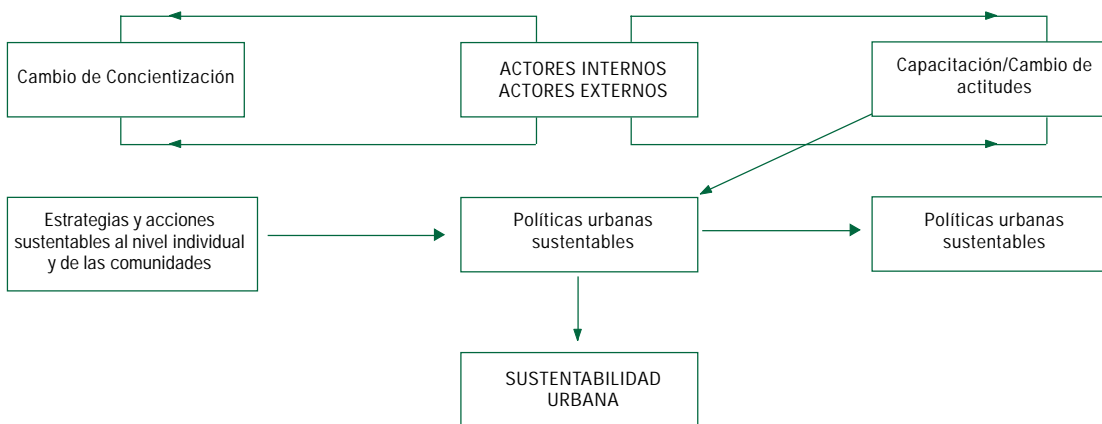 Cambio de Concientización
ACTORES INTERNOS
ACTORES EXTERNOS
Capacitación/Cambio de
actitudes
Estrategias y acciones
sustentables al nivel individual
y de las comunidades
Políticas urbanas
sustentables
Políticas urbanas
sustentables
SUSTENTABILIDAD
URBANA